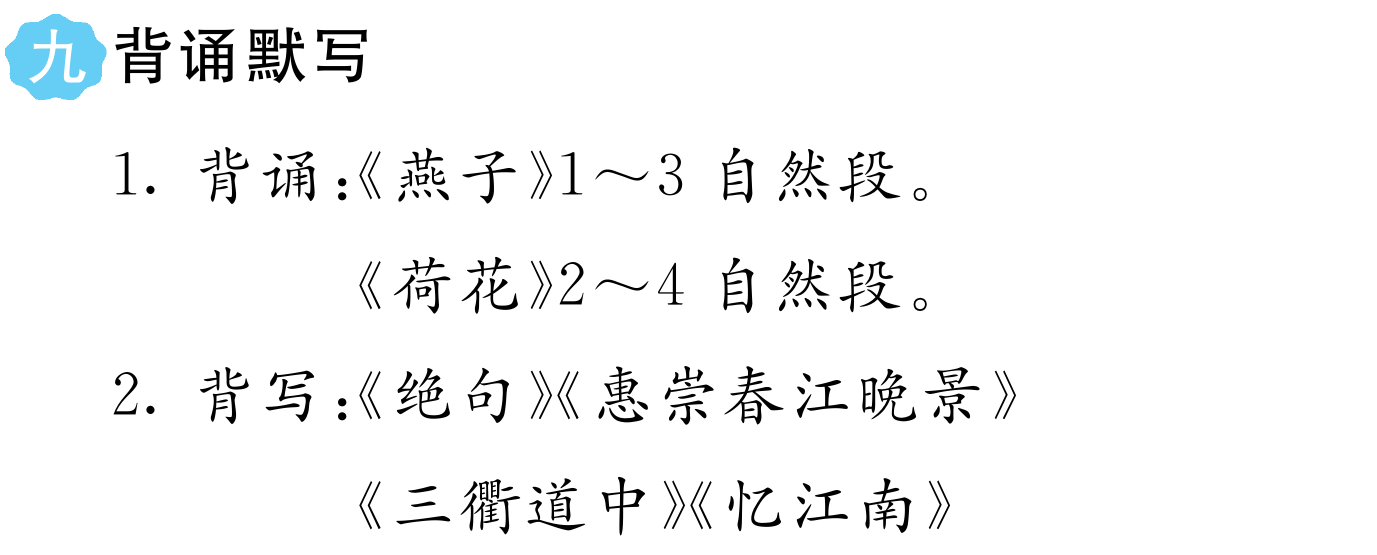 九 背诵默写
1. 背诵:《燕子》1～3 自然段。
《荷花》2～4 自然段。
2. 背写:《绝句》《惠崇春江晚景》
《三衢道中》《忆江南》